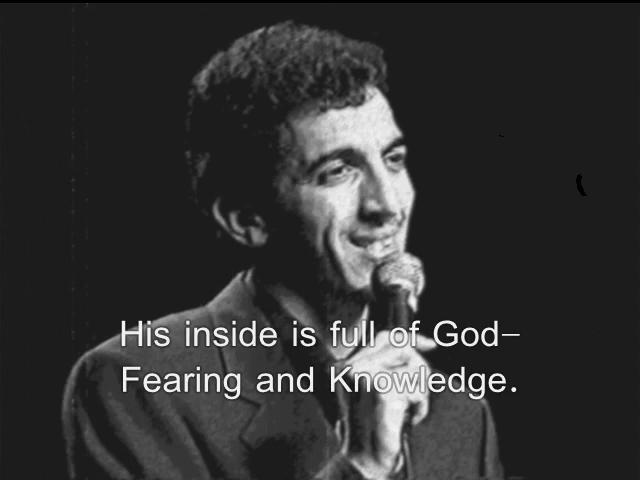 His inside is full of God–
Fearing and Knowledge.